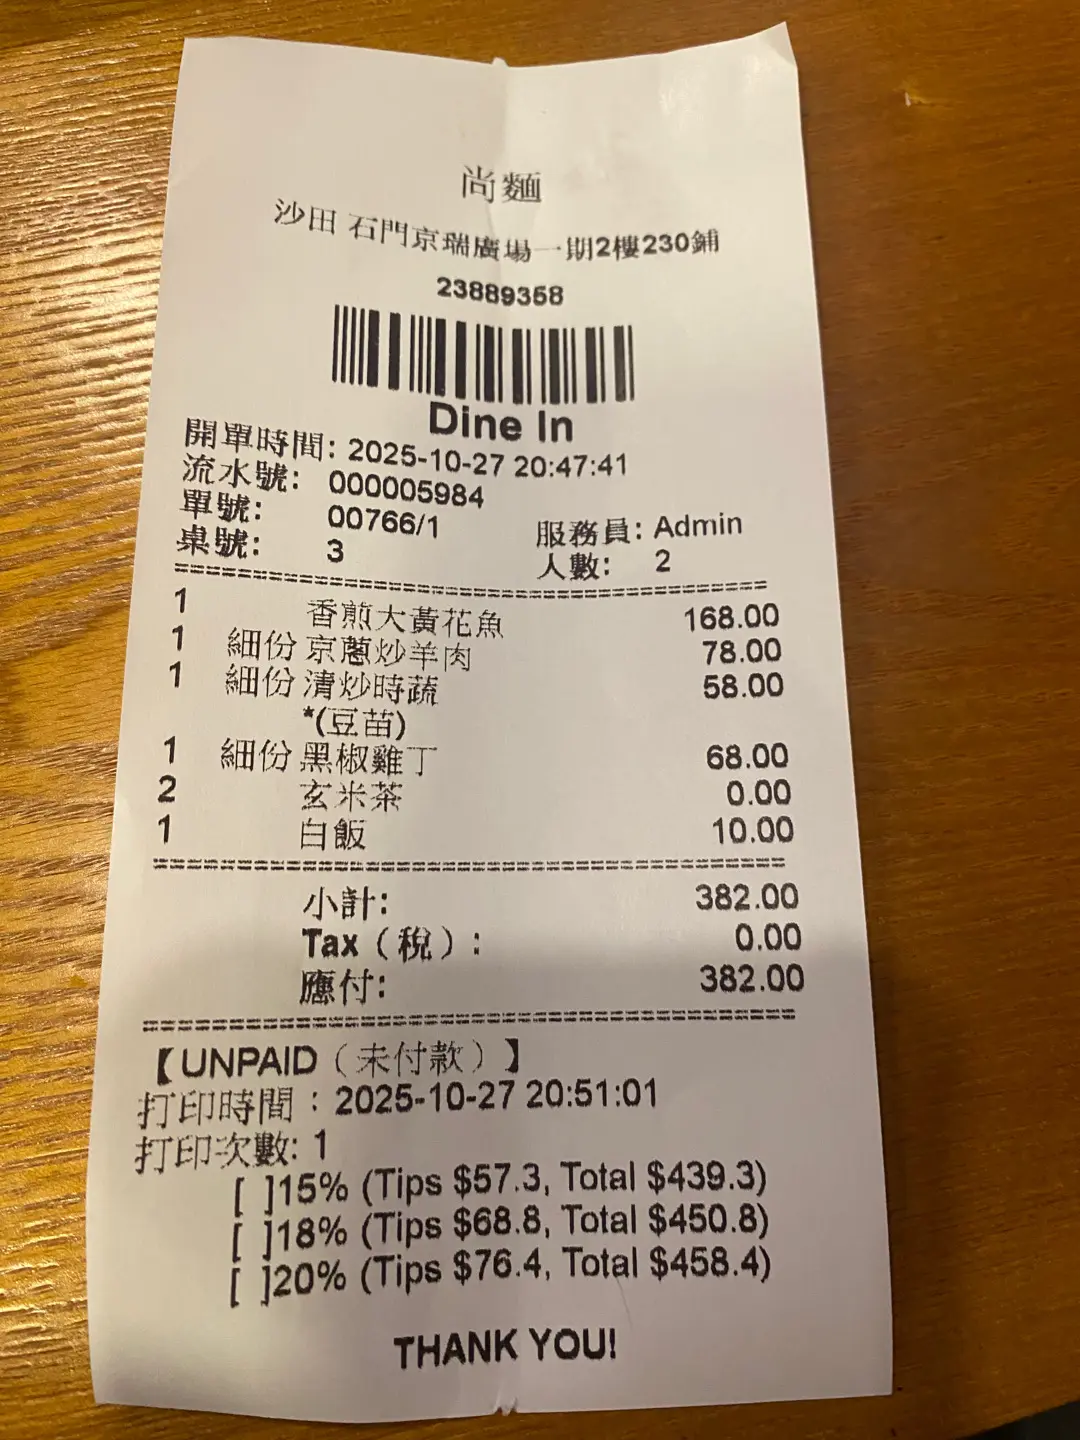 尚麵
沙田 石門京瑞廣場一期2樓230鋪
23889358
Dine In
開單時間: 2025-10-27 20:47:41
流水號: 000005984
單號: 00766/1 服務員: Admin
桌號: 3 人數: 2
1 香煎大黃花魚 168.00
1 細份 京蔥炒羊肉 78.00
1 細份 清炒時蔬 58.00
*(豆苗)
1 細份 黑椒雞丁 68.00
2 玄米茶 0.00
1 白飯 10.00
小計: 382.00
Tax（稅）: 0.00
應付: 382.00
【UNPAID（未付款）】
打印時間：2025-10-27 20:51:01
打印次數: 1
[ ]15% (Tips $57.3, Total $439.3)
[ ]18% (Tips $68.8, Total $450.8)
[ ]20% (Tips $76.4, Total $458.4)
THANK YOU!